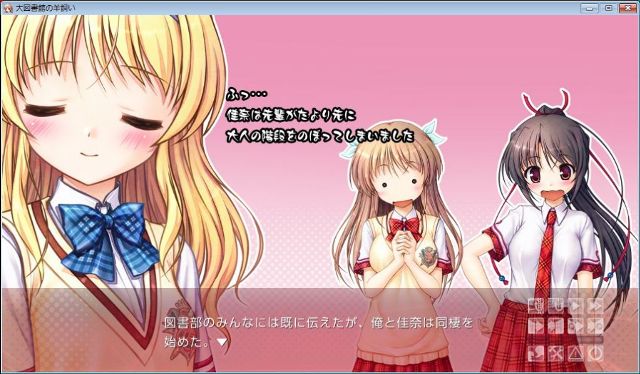 大図書館の羊飼い
ふっ…
佳奈は先輩がたより先に
大人の階段をのぼってしまいました
図書部のみんなには既に伝えたが、俺と佳奈は同棲を
始めた。▼